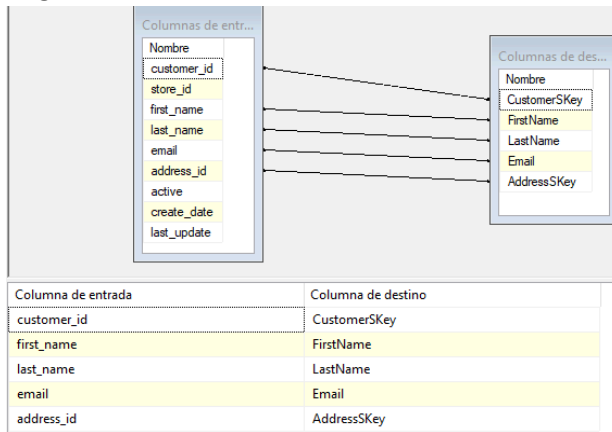 Columnas de entr...
Nombre
customer_id
store_id
first_name
last_name
email
address_id
active
create_date
last_update
Columnas de des...
Nombre
CustomerSKey
FirstName
LastName
Email
AddressSKey
Columna de entrada Columna de destino
customer_id CustomerSKey
first_name FirstName
last_name LastName
email Email
address_id AddressSKey